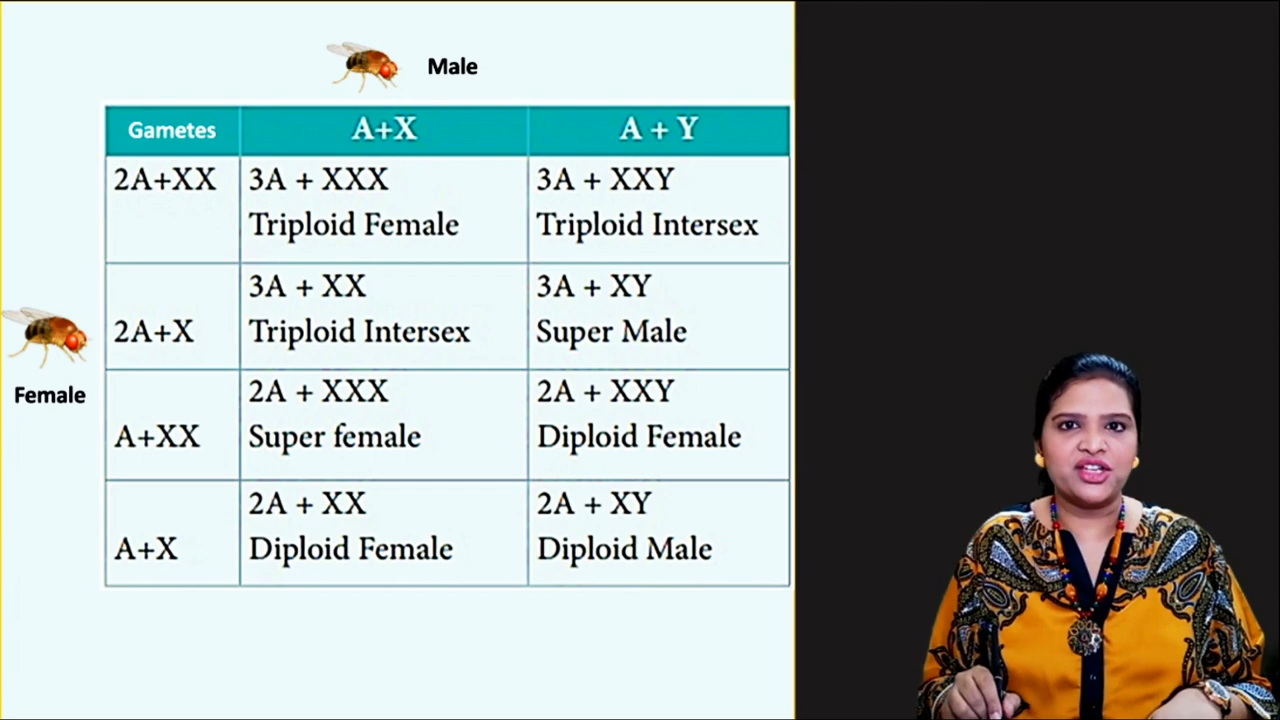 Male
Gametes A+X A + Y
2A+XX 3A + XXX 3A + XXY
Triploid Female Triploid Intersex
3A + XX 3A + XY
2A+X Triploid Intersex Super Male
Female
2A + XXX 2A + XXY
A+XX Super female Diploid Female
2A + XX 2A + XY
A+X Diploid Female Diploid Male